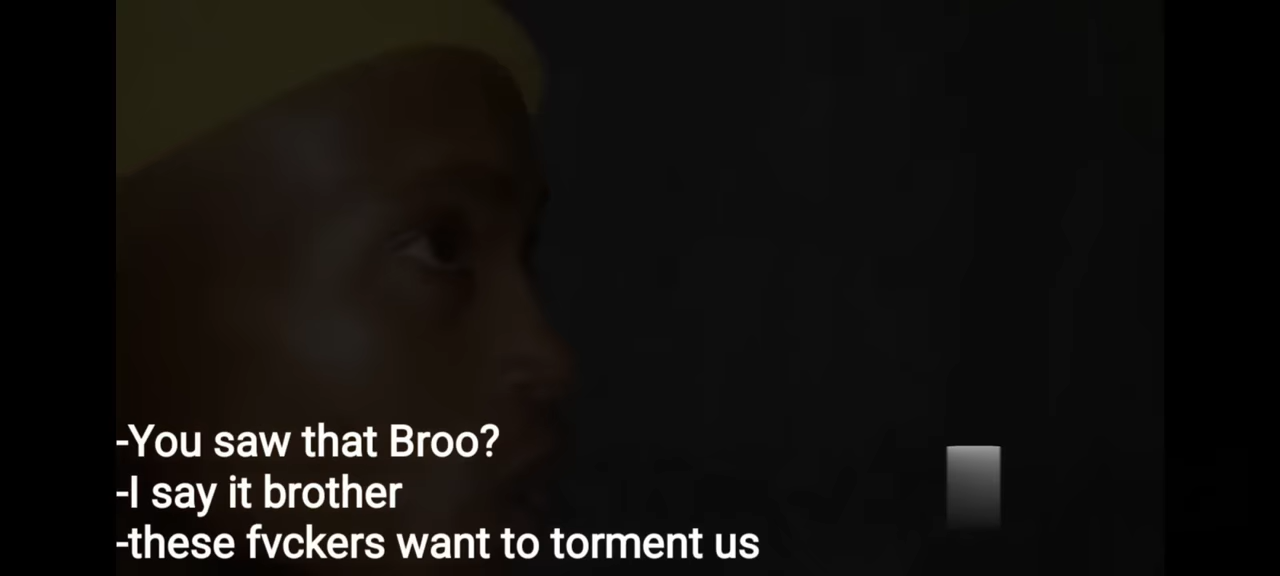 -You saw that Broo?
-I say it brother
-these fvckers want to torment us